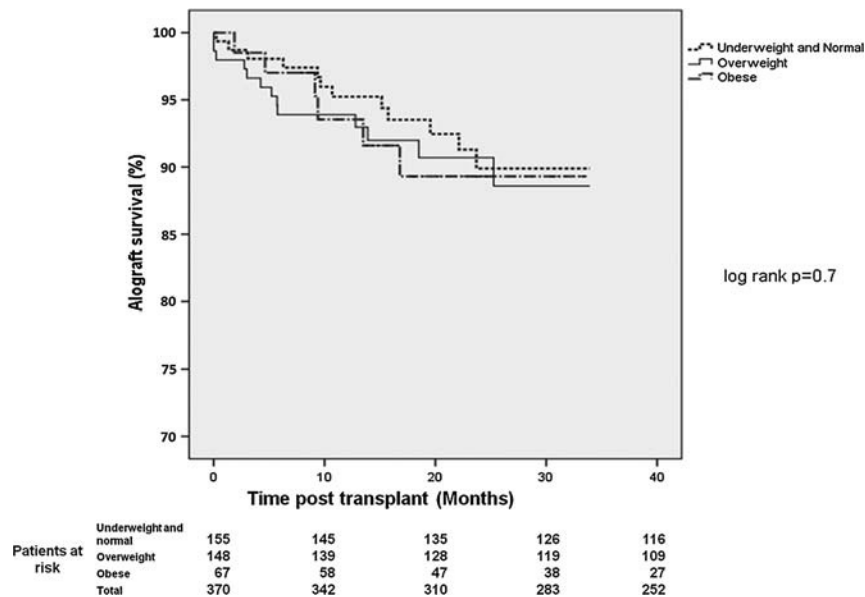 100
95
90
85
80
75
70
Alograft survival (%)
0 10 20 30 40
Time post transplant (Months)
Underweight and Normal
Overweight
Obese
log rank p=0.7
Patients at risk
Underweight and normal 155 145 135 126 116
Overweight 148 139 128 119 109
Obese 67 58 47 38 27
Total 370 342 310 283 252